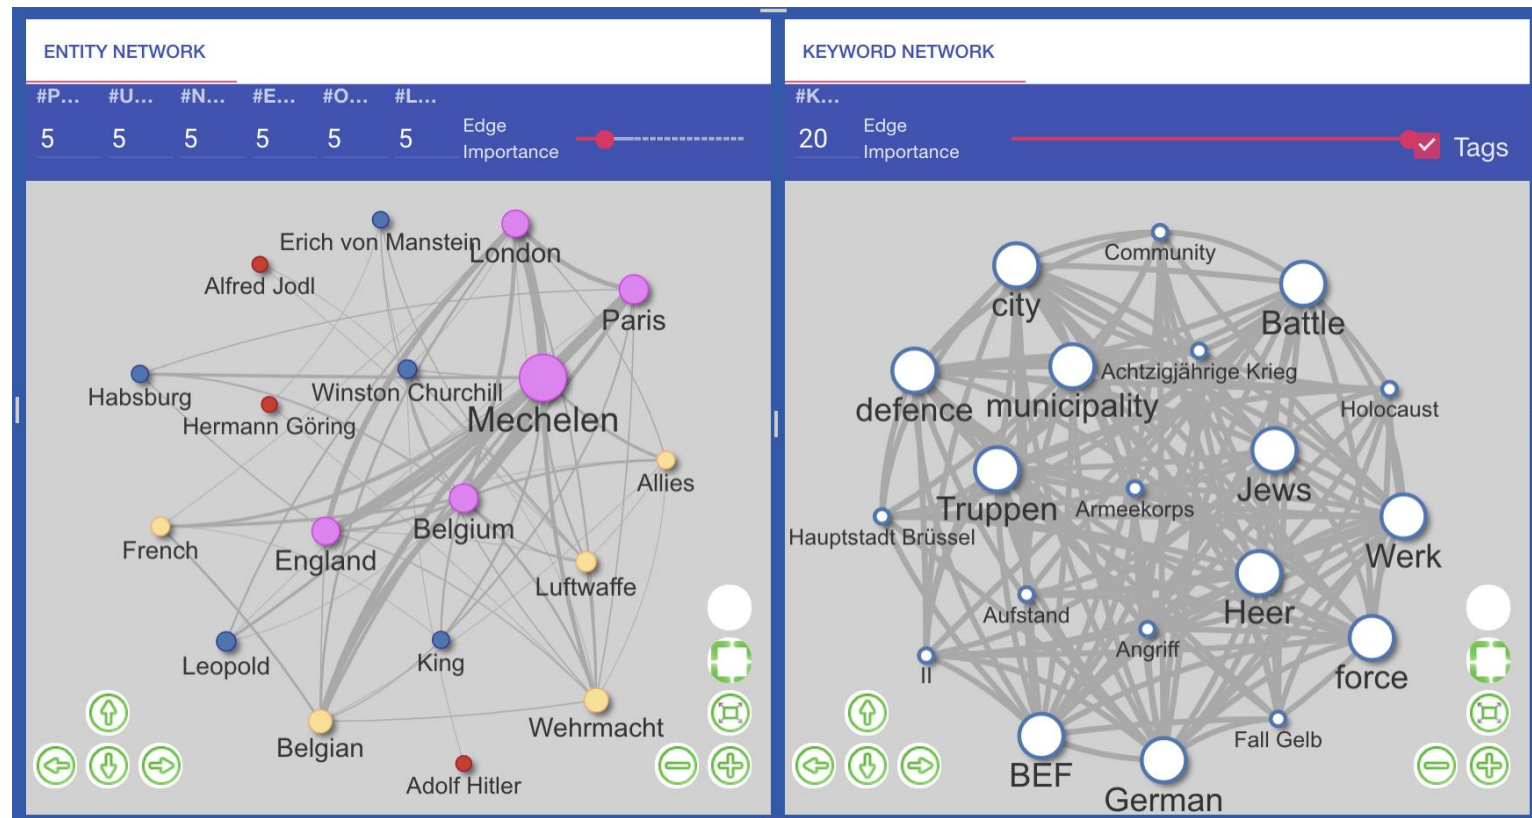 ENTITY NETWORK
#P... #U... #N... #E... #O... #L...
5 5 5 5 5 5
Edge
Importance
Erich von Manstein
London
Alfred Jodl
Paris
Habsburg
Winston Churchill
Hermann Göring
Mechelen
Allies
French
Belgium
England
Luftwaffe
Leopold
King
Belgian
Wehrmacht
Adolf Hitler
KEYWORD NETWORK
#K...
20
Edge
Importance
Tags
Community
city
Battle
Achtzigjährige Krieg
defence
municipality
Holocaust
Jews
Truppen
Armeekorps
Hauptstadt Brüssel
Werk
Aufstand
Heer
Angriff
II
force
Fall Gelb
BEF
German